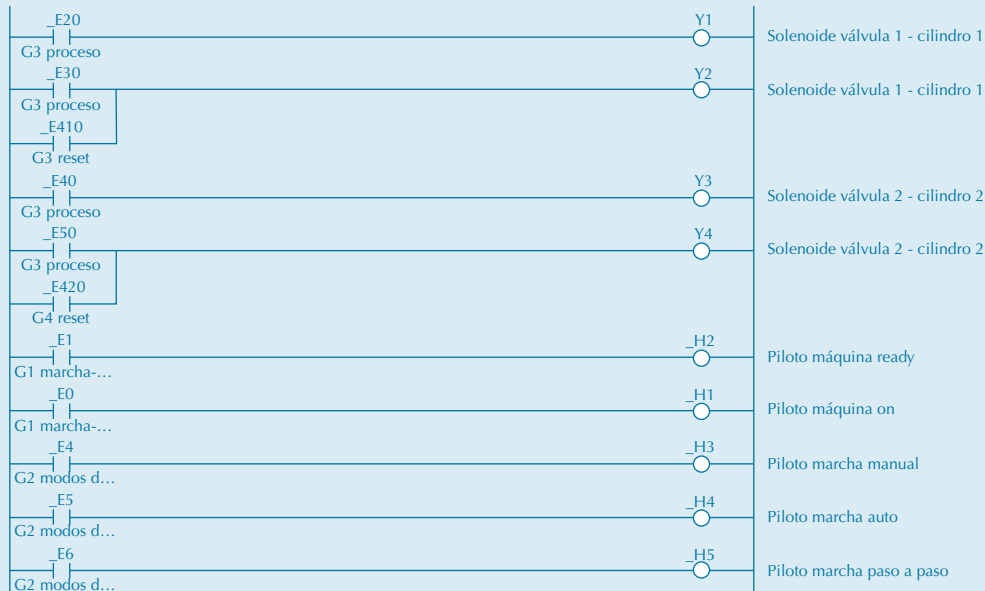 _E20
Y1
Solenoide válvula 1 - cilindro 1
G3 proceso
_E30
Y2
Solenoide válvula 1 - cilindro 1
G3 proceso
_E410
G3 reset
_E40
Y3
Solenoide válvula 2 - cilindro 2
G3 proceso
_E50
Y4
Solenoide válvula 2 - cilindro 2
G3 proceso
_E420
G4 reset
_E1
_H2
Piloto máquina ready
G1 marcha-…
_E0
_H1
Piloto máquina on
G1 marcha-…
_E4
_H3
Piloto marcha manual
G2 modos d…
_E5
_H4
Piloto marcha auto
G2 modos d…
_E6
_H5
Piloto marcha paso a paso
G2 modos d…